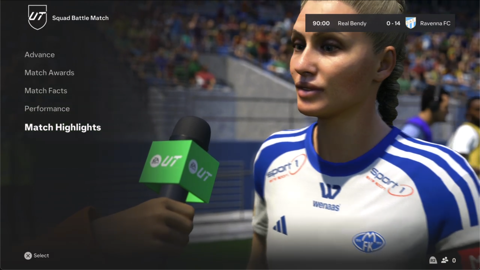 UT
Squad Battle Match
90:00 Real Bendy 0 - 14 Ravenna FC
Advance
Match Awards
Match Facts
Performance
Match Highlights
UT
UT
sport 1
sport 1
wenaas
Select
0